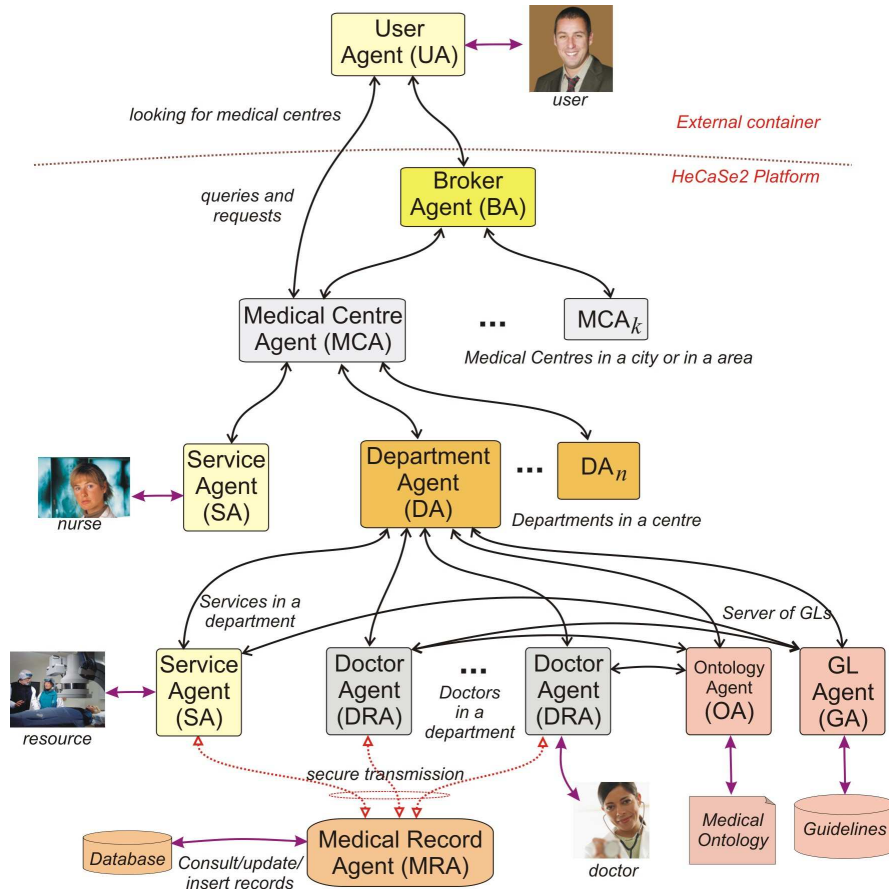 User
Agent (UA)
user
looking for medical centres
External container
HeCaSe2 Platform
Broker
Agent (BA)
queries and
requests
Medical Centre
Agent (MCA)
...
MCAk
Medical Centres in a city or in a area
Service
Agent
(SA)
nurse
Department
Agent
(DA)
...
DAn
Departments in a centre
Services in a
department
Server of GLs
Service
Agent
(SA)
resource
Doctor
Agent
(DRA)
...
Doctors
in a
department
Doctor
Agent
(DRA)
Ontology
Agent
(OA)
GL
Agent
(GA)
secure transmission
Medical Record
Agent (MRA)
Database
Consult/update/
insert records
doctor
Medical
Ontology
Guidelines